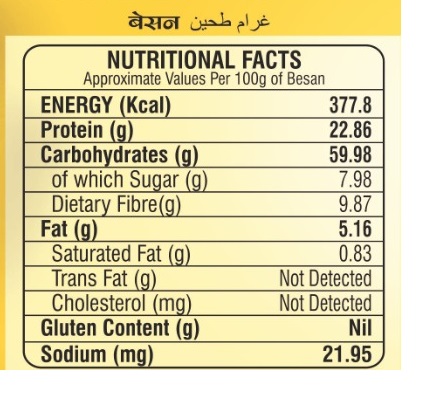 बेसन غرام طحين
NUTRITIONAL FACTS
Approximate Values Per 100g of Besan
ENERGY (Kcal) 377.8
Protein (g) 22.86
Carbohydrates (g) 59.98
of which Sugar (g) 7.98
Dietary Fibre(g) 9.87
Fat (g) 5.16
Saturated Fat (g) 0.83
Trans Fat (g) Not Detected
Cholesterol (mg) Not Detected
Gluten Content (g) Nil
Sodium (mg) 21.95